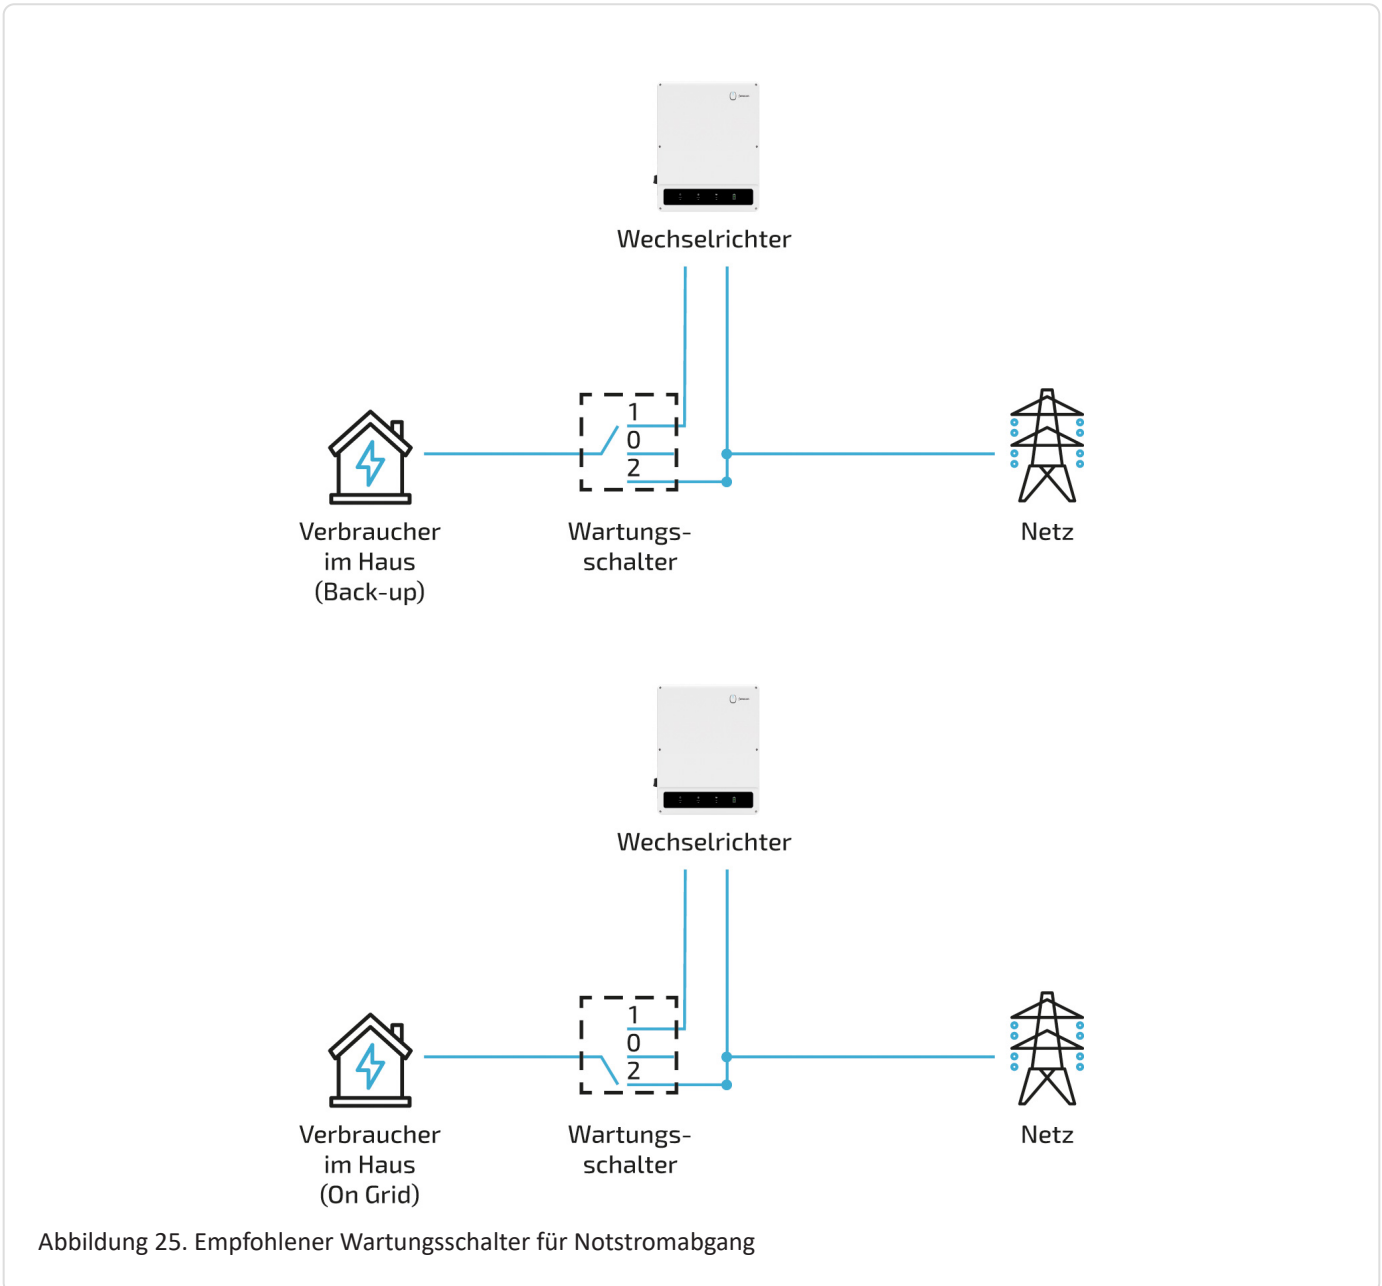 Wechselrichter
1
0
2
Verbraucher
im Haus
(Back-up)
Wartungs-
schalter
Netz
Wechselrichter
1
0
2
Verbraucher
im Haus
(On Grid)
Wartungs-
schalter
Netz
Abbildung 25. Empfohlener Wartungsschalter für Notstromabgang